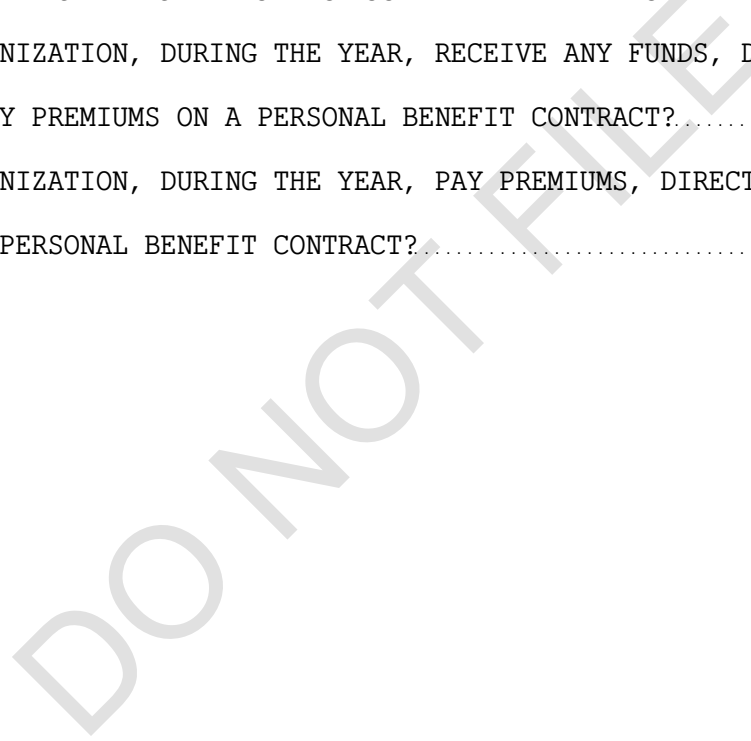 NIZATION, DURING THE YEAR, RECEIVE ANY FUNDS, D
Y PREMIUMS ON A PERSONAL BENEFIT CONTRACT?
NIZATION, DURING THE YEAR, PAY PREMIUMS, DIRECT
PERSONAL BENEFIT CONTRACT?
DO NOT FILE